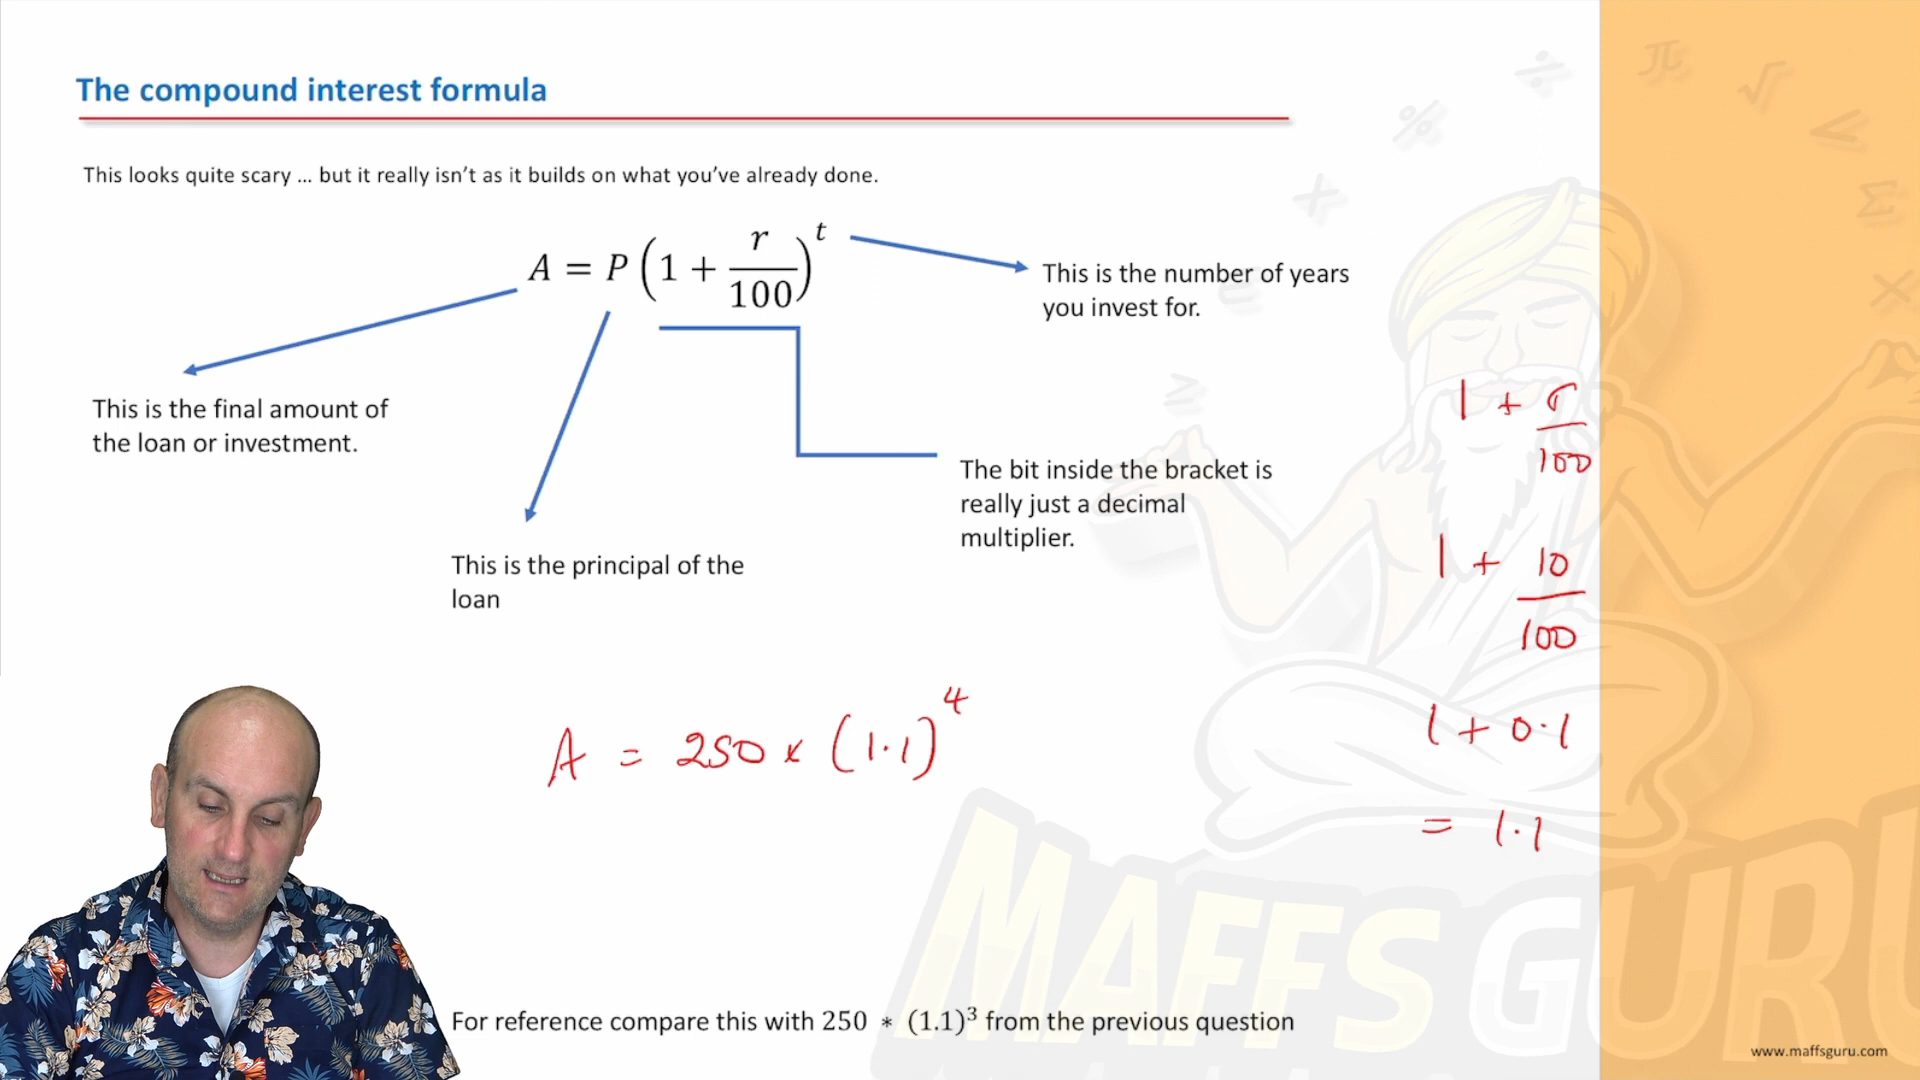 The compound interest formula
This looks quite scary ... but it really isn't as it builds on what you've already done.
A = P (1 + r/100)^t
This is the number of years
you invest for.
This is the final amount of
the loan or investment.
The bit inside the bracket is
really just a decimal
multiplier.
This is the principal of the
loan
1 + r/100
1 + 10/100
1 + 0.1
= 1.1
A = 250 × (1.1)^4
For reference compare this with 250 * (1.1)^3 from the previous question
MAFFS GURU
www.maffsguru.com